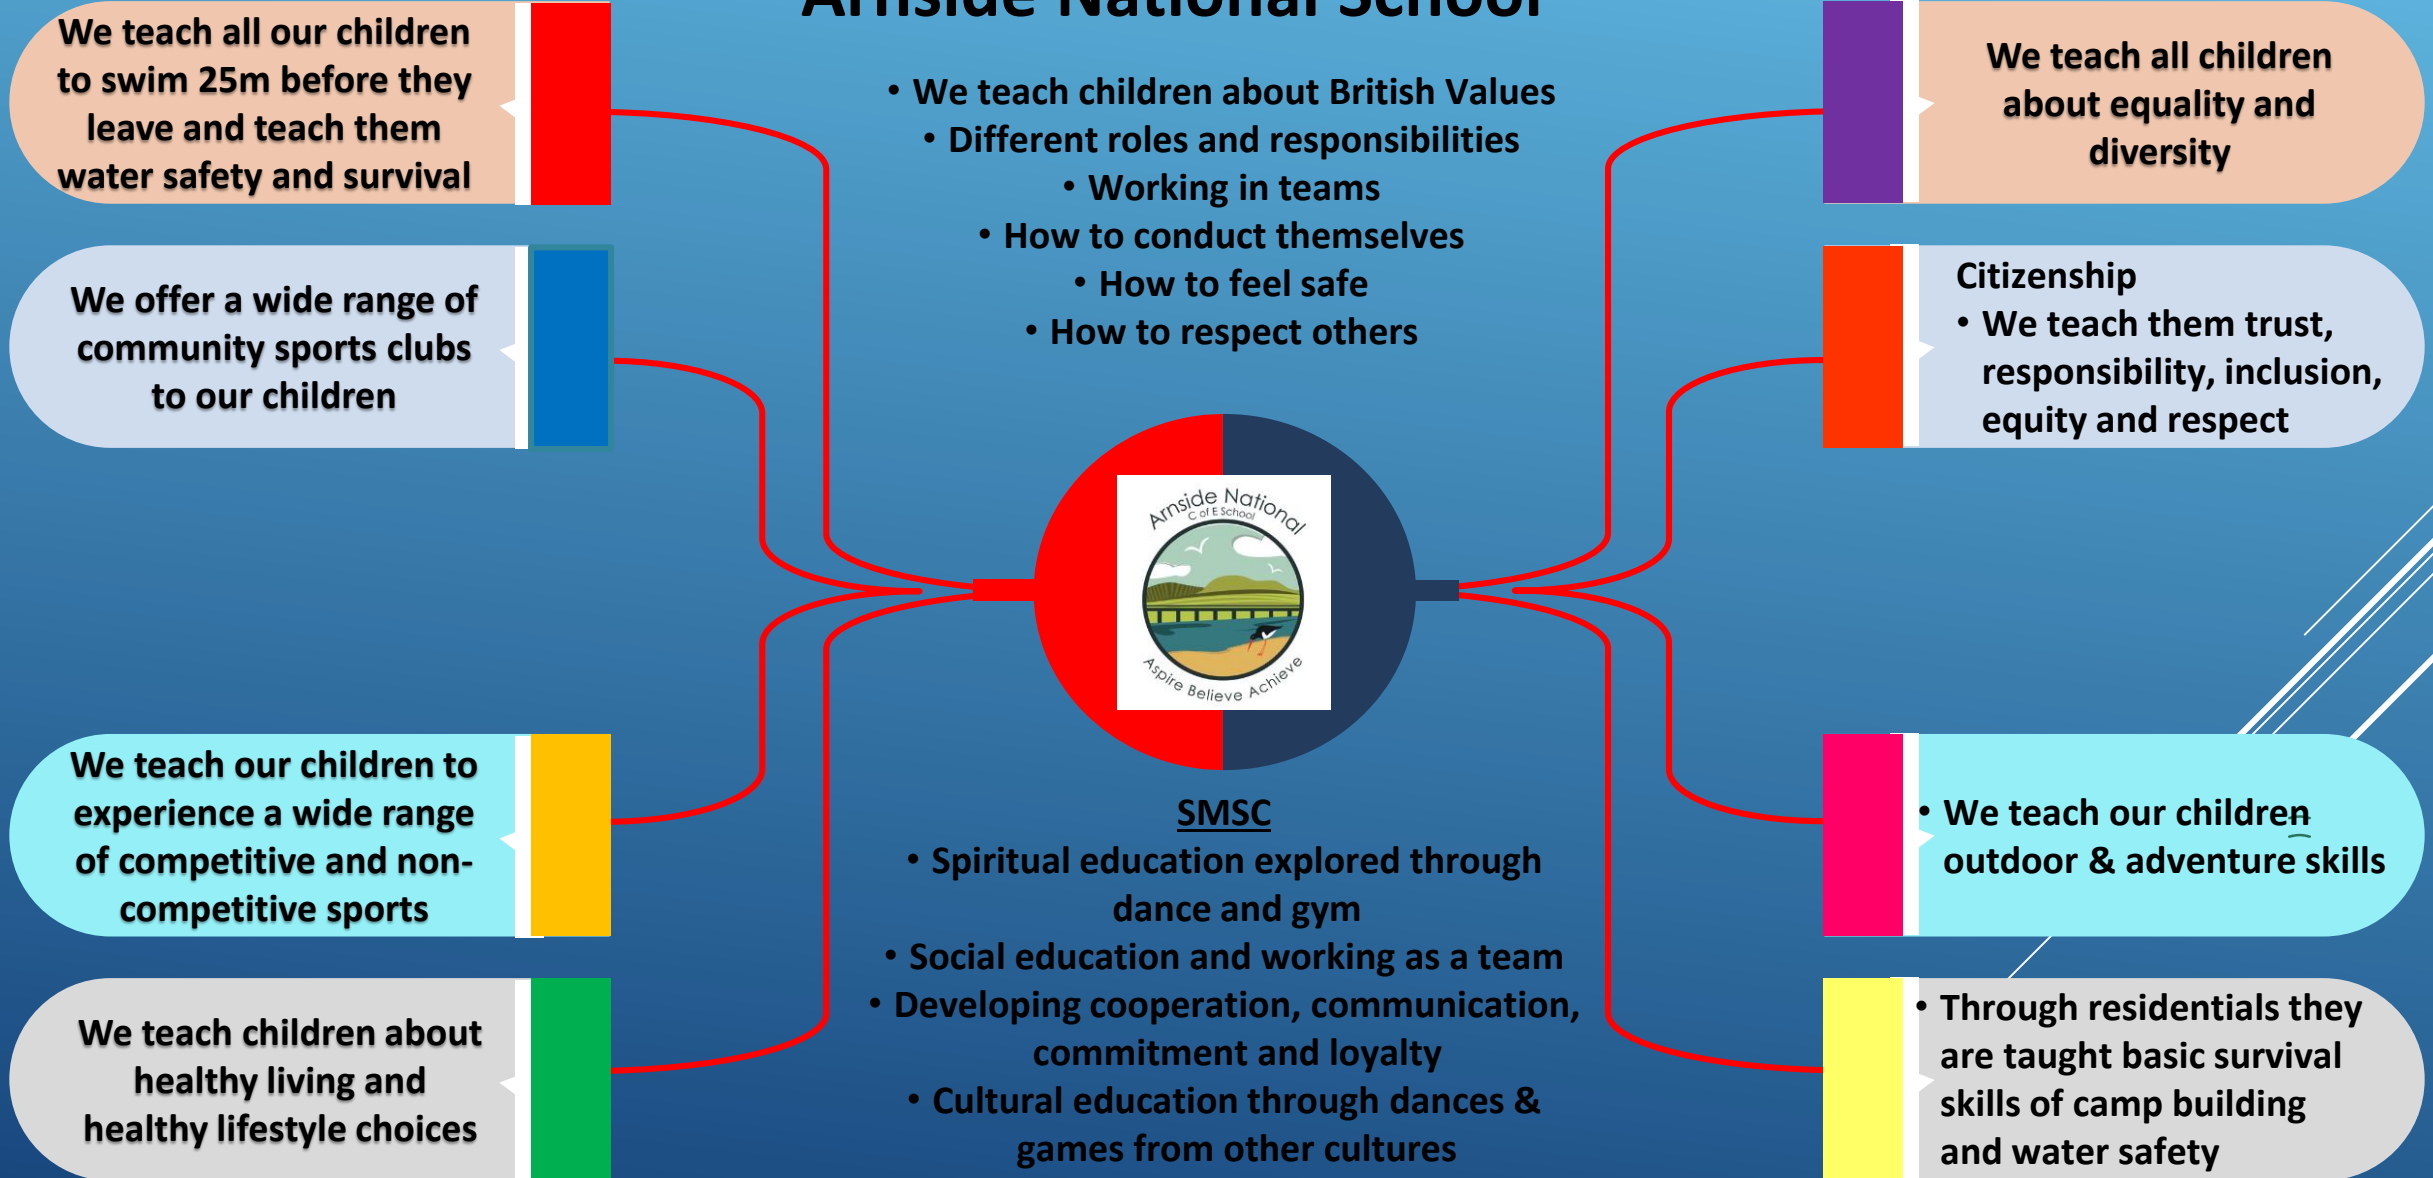 Arnside National School
We teach all our children
to swim 25m before they
leave and teach them
water safety and survival
We offer a wide range of
community sports clubs
to our children
We teach our children to
experience a wide range
of competitive and non-
competitive sports
We teach children about
healthy living and
healthy lifestyle choices
• We teach children about British Values
• Different roles and responsibilities
• Working in teams
• How to conduct themselves
• How to feel safe
• How to respect others
Arnside National
C of E School
Aspire Believe Achieve
SMSC
• Spiritual education explored through
dance and gym
• Social education and working as a team
• Developing cooperation, communication,
commitment and loyalty
• Cultural education through dances &
games from other cultures
We teach all children
about equality and
diversity
Citizenship
• We teach them trust,
responsibility, inclusion,
equity and respect
• We teach our children
outdoor & adventure skills
• Through residentials they
are taught basic survival
skills of camp building
and water safety